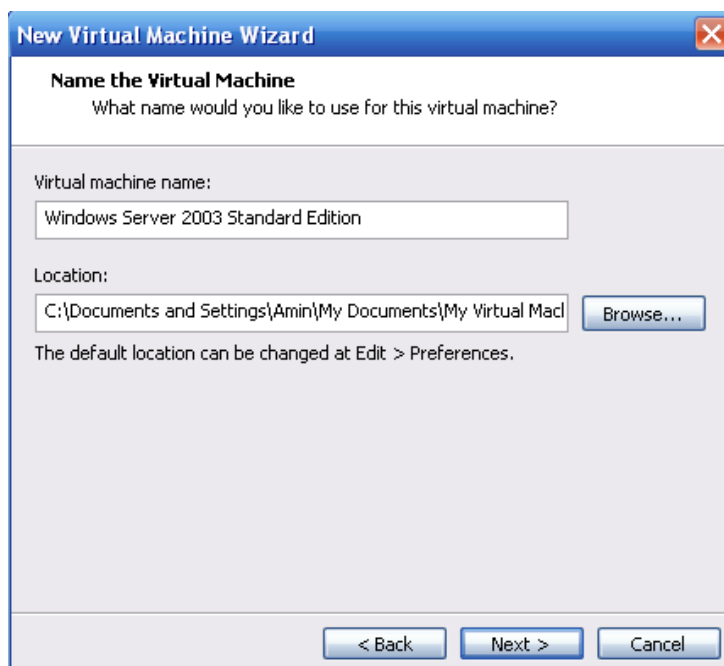 New Virtual Machine Wizard
Name the Virtual Machine
What name would you like to use for this virtual machine?
Virtual machine name:
Windows Server 2003 Standard Edition
Location:
C:\Documents and Settings\Amin\My Documents\My Virtual Macl
Browse...
The default location can be changed at Edit > Preferences.
< Back Next > Cancel